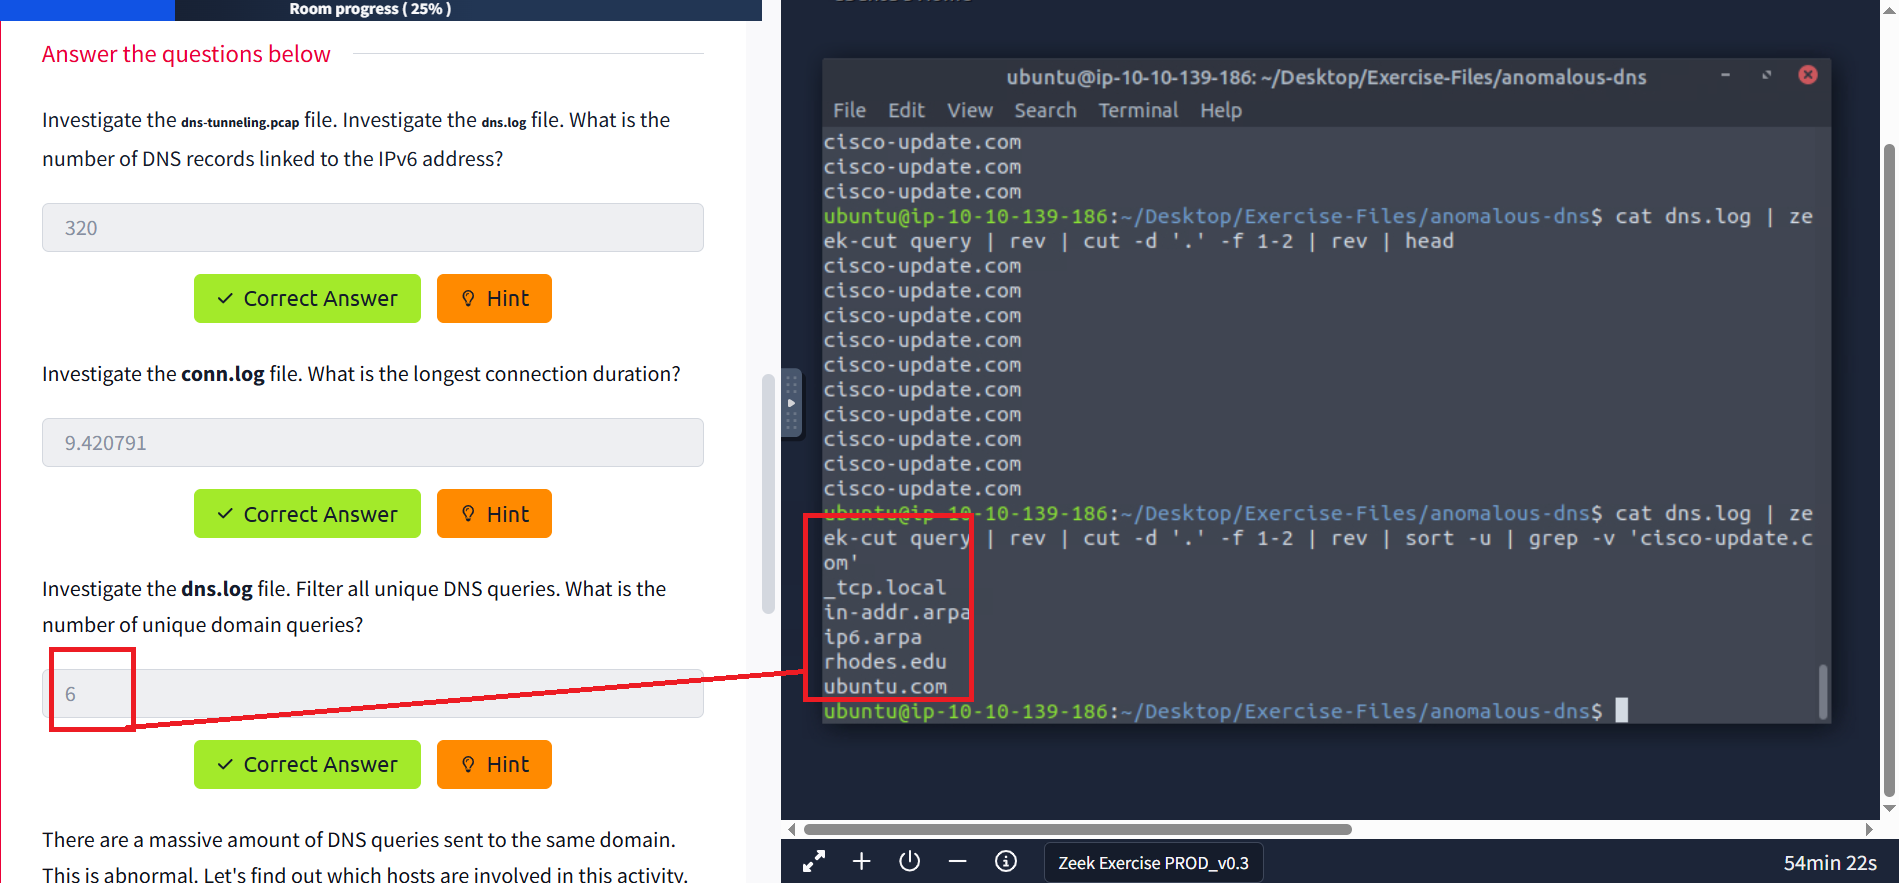 Room progress ( 25% )
Answer the questions below
Investigate the dns-tunneling.pcap file. Investigate the dns.log file. What is the
number of DNS records linked to the IPv6 address?
320
Correct Answer
Hint
Investigate the conn.log file. What is the longest connection duration?
9.420791
Correct Answer
Hint
Investigate the dns.log file. Filter all unique DNS queries. What is the
number of unique domain queries?
6
Correct Answer
Hint
There are a massive amount of DNS queries sent to the same domain.
This is abnormal. Let's find out which hosts are involved in this activity.
ubuntu@ip-10-10-139-186: ~/Desktop/Exercise-Files/anomalous-dns
File Edit View Search Terminal Help
cisco-update.com
cisco-update.com
cisco-update.com
ubuntu@ip-10-10-139-186:~/Desktop/Exercise-Files/anomalous-dns$ cat dns.log | ze
ek-cut query | rev | cut -d '.' -f 1-2 | rev | head
cisco-update.com
cisco-update.com
cisco-update.com
cisco-update.com
cisco-update.com
cisco-update.com
cisco-update.com
cisco-update.com
cisco-update.com
cisco-update.com
ubuntu@ip-10-10-139-186:~/Desktop/Exercise-Files/anomalous-dns$ cat dns.log | ze
ek-cut query | rev | cut -d '.' -f 1-2 | rev | sort -u | grep -v 'cisco-update.c
om'
_tcp.local
in-addr.arpa
ip6.arpa
rhodes.edu
ubuntu.com
ubuntu@ip-10-10-139-186:~/Desktop/Exercise-Files/anomalous-dns$
Zeek Exercise PROD_v0.3
54min 22s